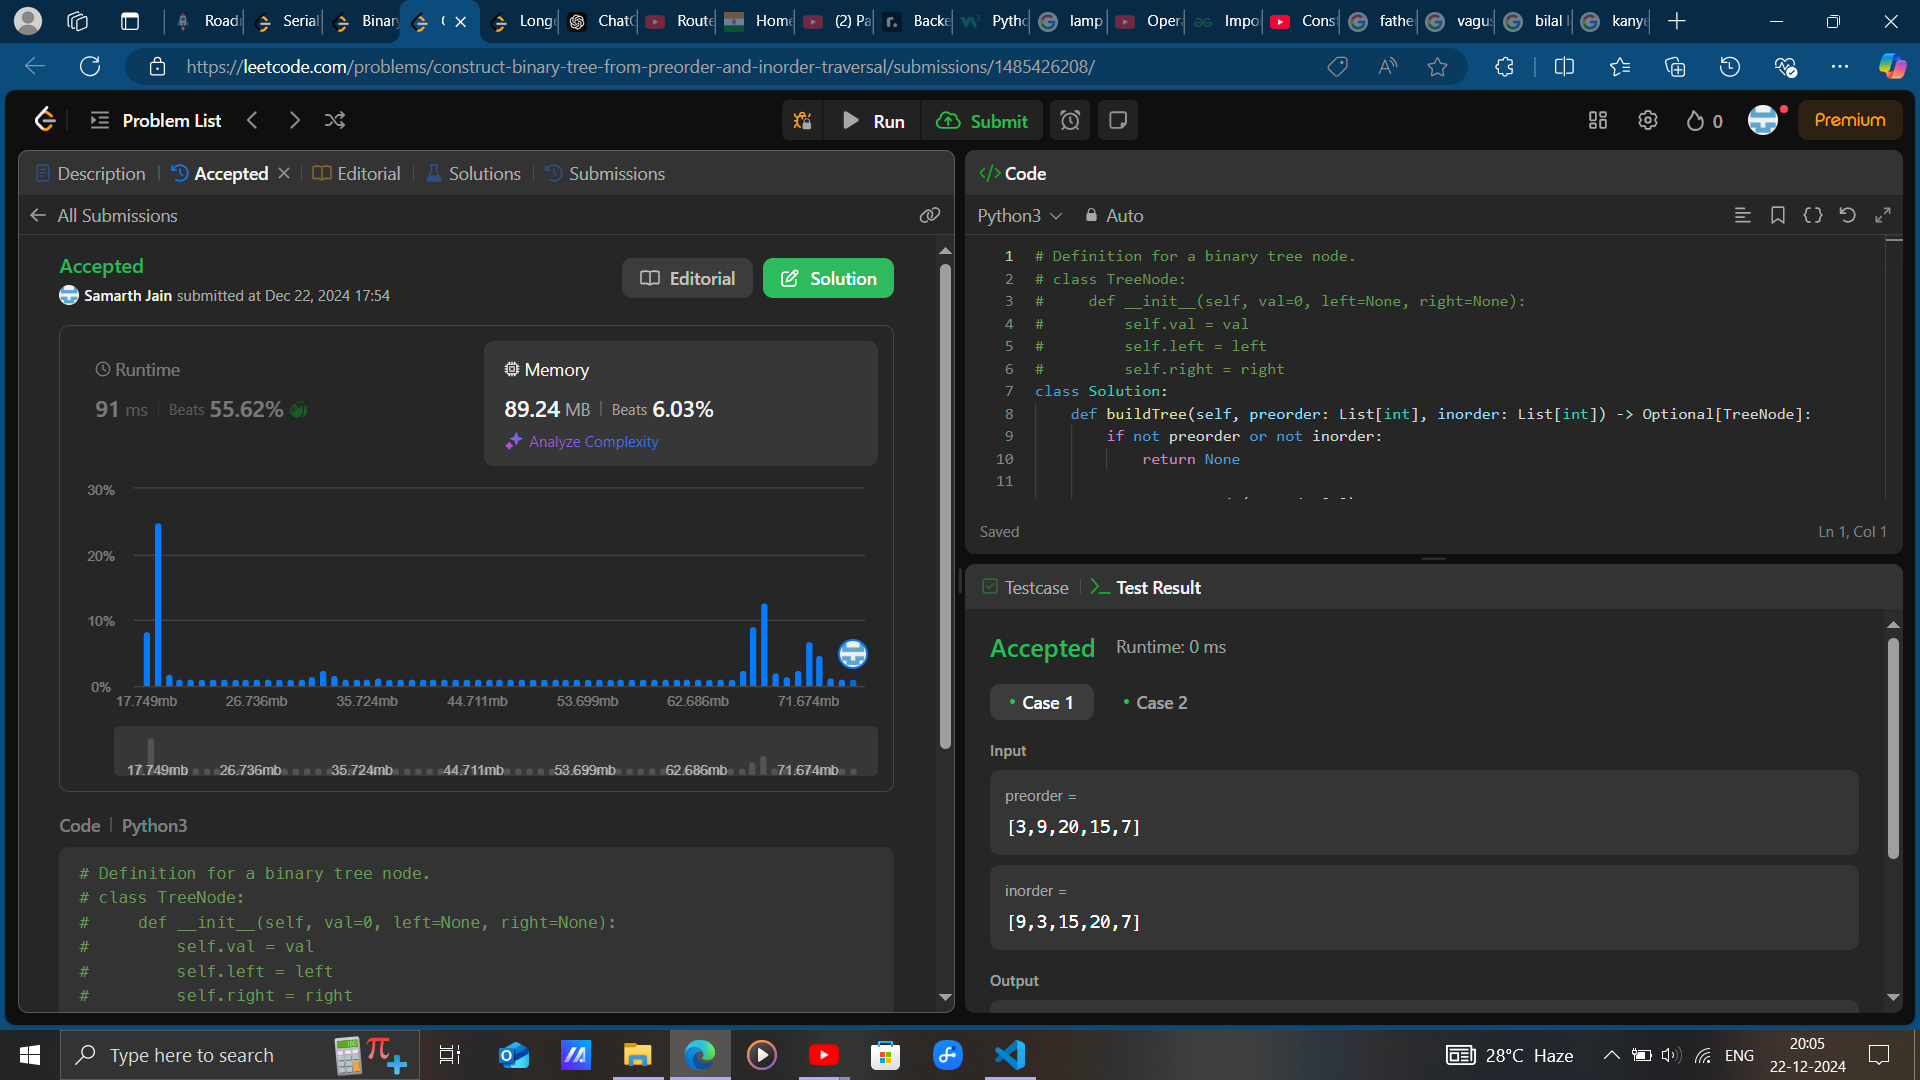 Roadr
Serial
Binary
Longe
ChatG
Route
Home
(2) Pa
Backe
Pytho
lamp
Opera
Impo
Const
father
vagus
bilal
kanye
https://leetcode.com/problems/construct-binary-tree-from-preorder-and-inorder-traversal/submissions/1485426208/
Problem List
Run
Submit
0
Premium
Description
Accepted
Editorial
Solutions
Submissions
All Submissions
Accepted
Samarth Jain submitted at Dec 22, 2024 17:54
Editorial
Solution
Runtime
91 ms | Beats 55.62%
Memory
89.24 MB | Beats 6.03%
Analyze Complexity
30%
20%
10%
0%
17.749mb 26.736mb 35.724mb 44.711mb 53.699mb 62.686mb 71.674mb
17.749mb 26.736mb 35.724mb 44.711mb 53.699mb 62.686mb 71.674mb
Code | Python3
# Definition for a binary tree node.
# class TreeNode:
#     def __init__(self, val=0, left=None, right=None):
#         self.val = val
#         self.left = left
#         self.right = right
</> Code
Python3
Auto
1 # Definition for a binary tree node.
2 # class TreeNode:
3 #     def __init__(self, val=0, left=None, right=None):
4 #         self.val = val
5 #         self.left = left
6 #         self.right = right
7 class Solution:
8     def buildTree(self, preorder: List[int], inorder: List[int]) -> Optional[TreeNode]:
9         if not preorder or not inorder:
10             return None
11
Saved
Ln 1, Col 1
Testcase
Test Result
Accepted
Runtime: 0 ms
Case 1
Case 2
Input
preorder =
[3,9,20,15,7]
inorder =
[9,3,15,20,7]
Output
Type here to search
28°C Haze
ENG
20:05
22-12-2024